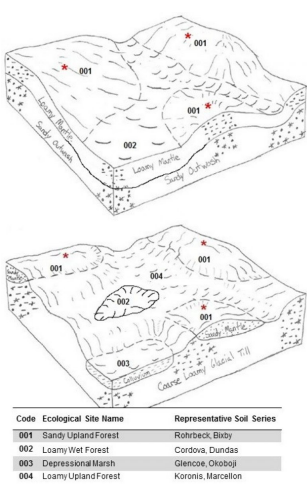 *
001
*
001
*
001
002
Loamy Mantle
Sandy Outwash
Loamy Mantle
Sandy Outwash
*
001
*
001
004
002
*
001
Sandy Mantle
003
Colluvium
Coarse Loamy Glacial Till
Code Ecological Site Name Representative Soil Series
001 Sandy Upland Forest Rohrbeck, Bixby
002 Loamy Wet Forest Cordova, Dundas
003 Depressional Marsh Glencoe, Okoboji
004 Loamy Upland Forest Koronis, Marcellon